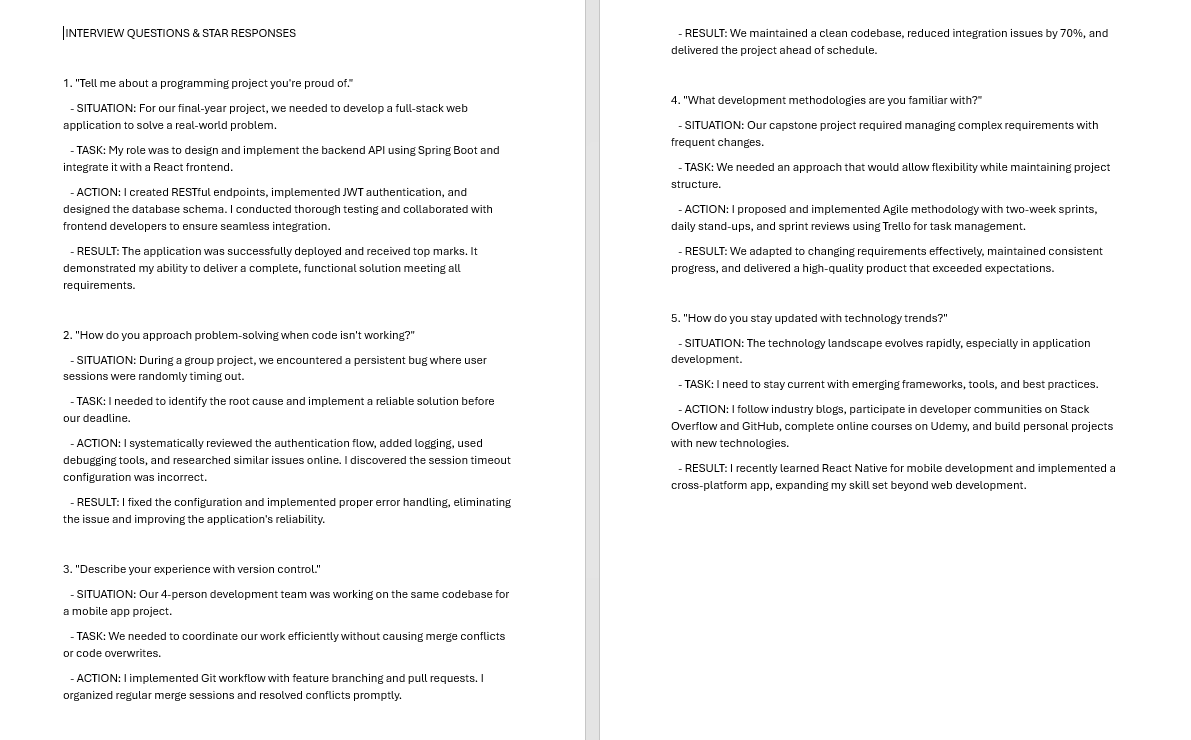 INTERVIEW QUESTIONS & STAR RESPONSES
1. "Tell me about a programming project you're proud of."
- SITUATION: For our final-year project, we needed to develop a full-stack web
application to solve a real-world problem.
- TASK: My role was to design and implement the backend API using Spring Boot and
integrate it with a React frontend.
- ACTION: I created RESTful endpoints, implemented JWT authentication, and
designed the database schema. I conducted thorough testing and collaborated with
frontend developers to ensure seamless integration.
- RESULT: The application was successfully deployed and received top marks. It
demonstrated my ability to deliver a complete, functional solution meeting all
requirements.
2. "How do you approach problem-solving when code isn't working?"
- SITUATION: During a group project, we encountered a persistent bug where user
sessions were randomly timing out.
- TASK: I needed to identify the root cause and implement a reliable solution before
our deadline.
- ACTION: I systematically reviewed the authentication flow, added logging, used
debugging tools, and researched similar issues online. I discovered the session timeout
configuration was incorrect.
- RESULT: I fixed the configuration and implemented proper error handling, eliminating
the issue and improving the application's reliability.
3. "Describe your experience with version control."
- SITUATION: Our 4-person development team was working on the same codebase for
a mobile app project.
- TASK: We needed to coordinate our work efficiently without causing merge conflicts
or code overwrites.
- ACTION: I implemented Git workflow with feature branching and pull requests. I
organized regular merge sessions and resolved conflicts promptly.
- RESULT: We maintained a clean codebase, reduced integration issues by 70%, and
delivered the project ahead of schedule.
4. "What development methodologies are you familiar with?"
- SITUATION: Our capstone project required managing complex requirements with
frequent changes.
- TASK: We needed an approach that would allow flexibility while maintaining project
structure.
- ACTION: I proposed and implemented Agile methodology with two-week sprints,
daily stand-ups, and sprint reviews using Trello for task management.
- RESULT: We adapted to changing requirements effectively, maintained consistent
progress, and delivered a high-quality product that exceeded expectations.
5. "How do you stay updated with technology trends?"
- SITUATION: The technology landscape evolves rapidly, especially in application
development.
- TASK: I need to stay current with emerging frameworks, tools, and best practices.
- ACTION: I follow industry blogs, participate in developer communities on Stack
Overflow and GitHub, complete online courses on Udemy, and build personal projects
with new technologies.
- RESULT: I recently learned React Native for mobile development and implemented a
cross-platform app, expanding my skill set beyond web development.